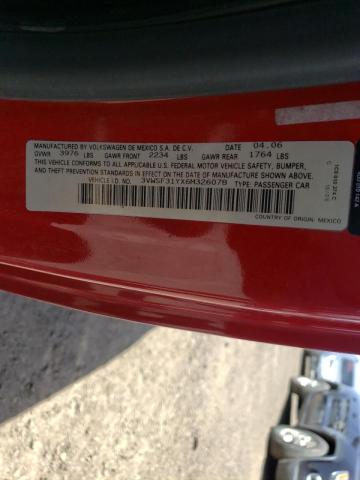 MANUFACTURED BY VOLKSWAGEN DE MEXICO S.A. DE C.V. DATE 04.06
GVWR 3976 LBS GAWR FRONT 2234 LBS GAWR REAR 1764 LBS
THIS VEHICLE CONFORMS TO ALL APPLICABLE U.S. FEDERAL MOTOR VEHICLE SAFETY, BUMPER,
AND THEFT-PREVENTION STANDARDS IN EFFECT ON THE DATE OF MANUFACTURE SHOWN ABOVE.
VEHICLE I.D. NO. 3VWSF31YX6M326078 TYPE: PASSENGER CAR
COUNTRY OF ORIGIN: MEXICO